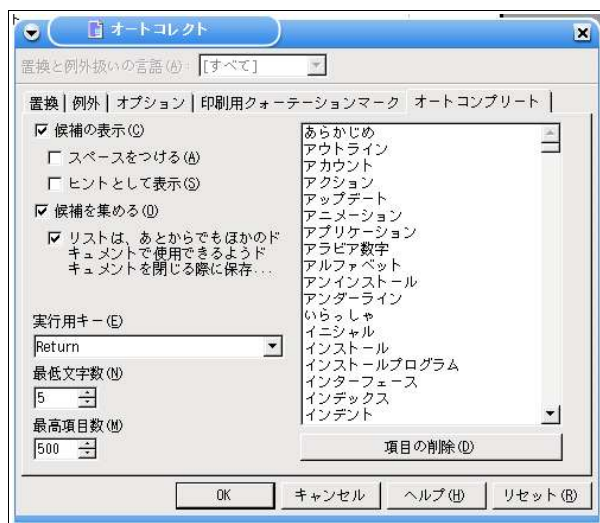 オートコレクト
置換と例外扱いの言語(A): [すべて]
置換 例外 オプション 印刷用クォーテーションマーク オートコンプリート
候補の表示(C)
スペースをつける(A)
ヒントとして表示(S)
候補を集める(O)
リストは、あとからでもほかのド
キュメントで使用できるようド
キュメントを閉じる際に保存...
実行用キー(E)
Return
最低文字数(N)
5
最高項目数(M)
500
あらかじめ
アウトライン
アカウント
アクション
アップデート
アニメーション
アプリケーション
アラビア数字
アルファベット
アンインストール
アンダーライン
いらっしゃ
イニシャル
インストール
インストールプログラム
インターフェース
インデックス
インデント
項目の削除(D)
OK キャンセル ヘルプ(H) リセット(R)